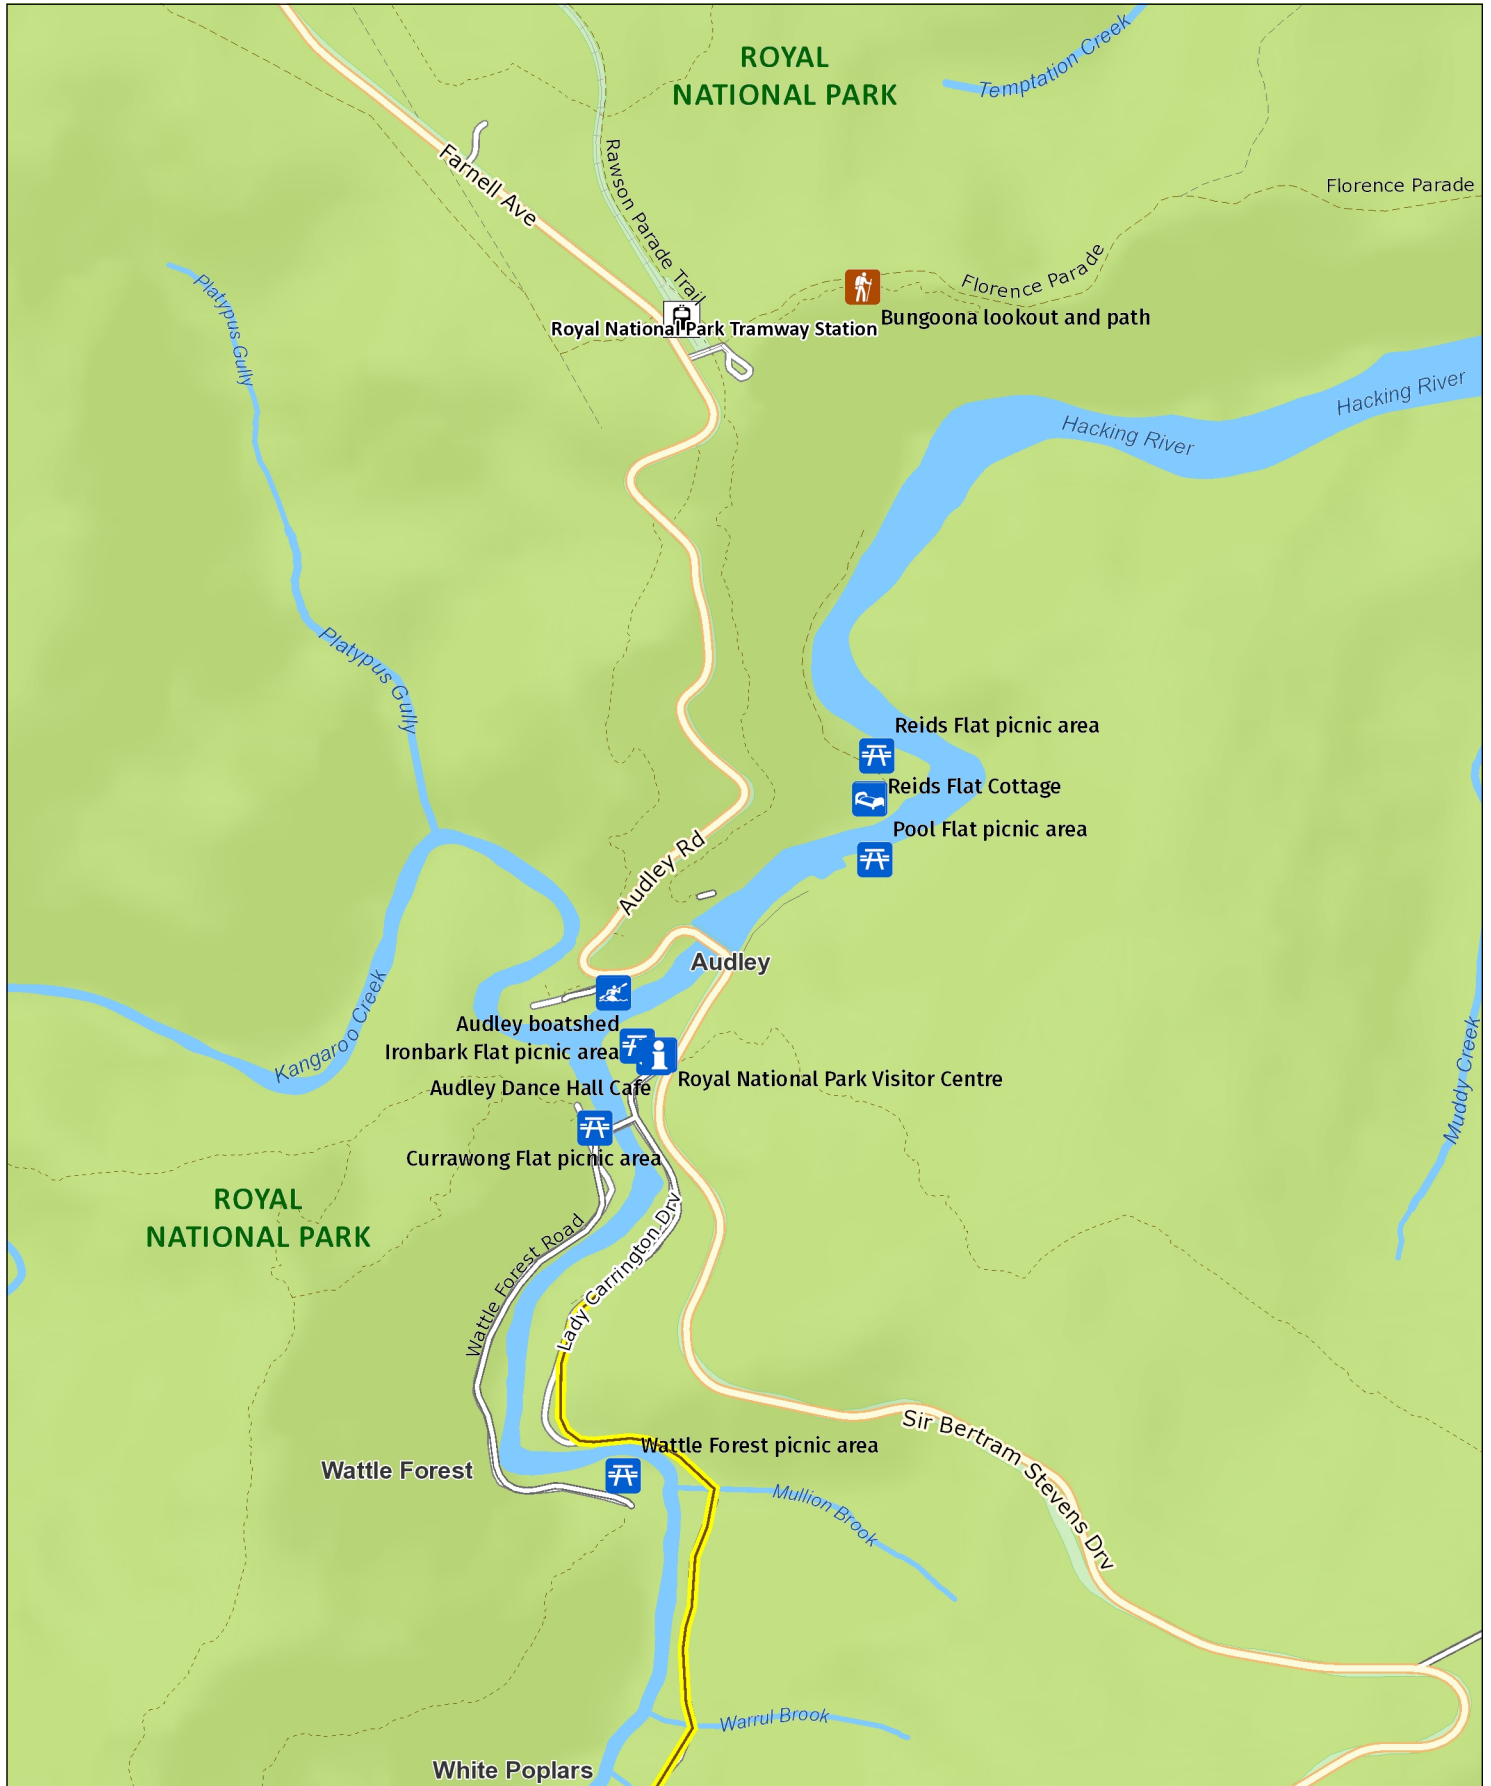 ROYAL
NATIONAL PARK
Temptation Creek
Farnell Ave
Rawson Parade Trail
Florence Parade
Florence Parade
Platypus Gully
Royal National Park Tramway Station
Bungoona lookout and path
Hacking River
Hacking River
Platypus Gully
Reids Flat picnic area
Reids Flat Cottage
Pool Flat picnic area
Audley Rd
Audley
Kangaroo Creek
Audley boatshed
Ironbark Flat picnic area
Royal National Park Visitor Centre
Audley Dance Hall Cafe
Muddy Creek
Currawong Flat picnic area
ROYAL
NATIONAL PARK
Wattle Forest Road
Lady Carrington Drv
Sir Bertram Stevens Drv
Wattle Forest picnic area
Wattle Forest
Mullion Brook
Warrul Brook
White Poplars